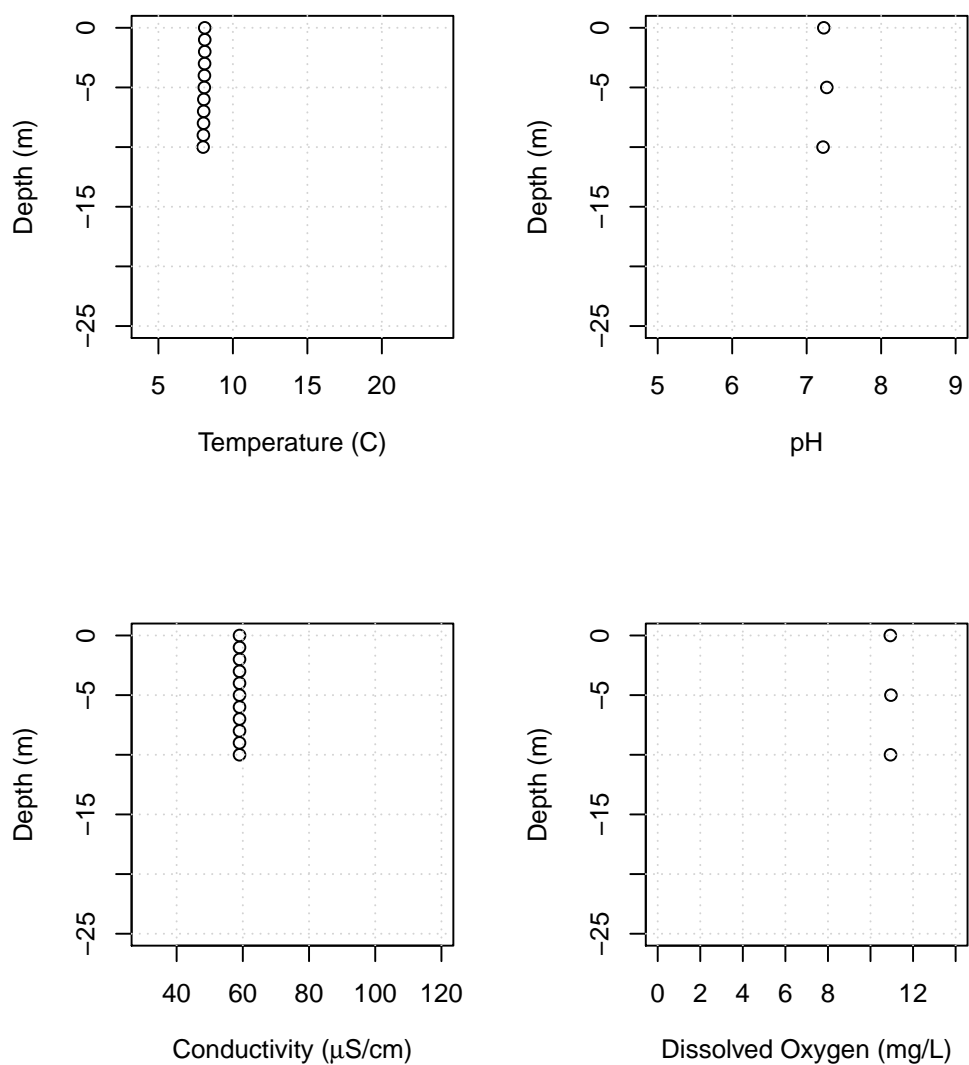 0
−5
−15
−25
Depth (m)
5 10 15 20
Temperature (C)
0
−5
−15
−25
Depth (m)
5 6 7 8 9
pH
0
−5
−15
−25
Depth (m)
40 60 80 100 120
Conductivity (μS/cm)
0
−5
−15
−25
Depth (m)
0 2 4 6 8 12
Dissolved Oxygen (mg/L)